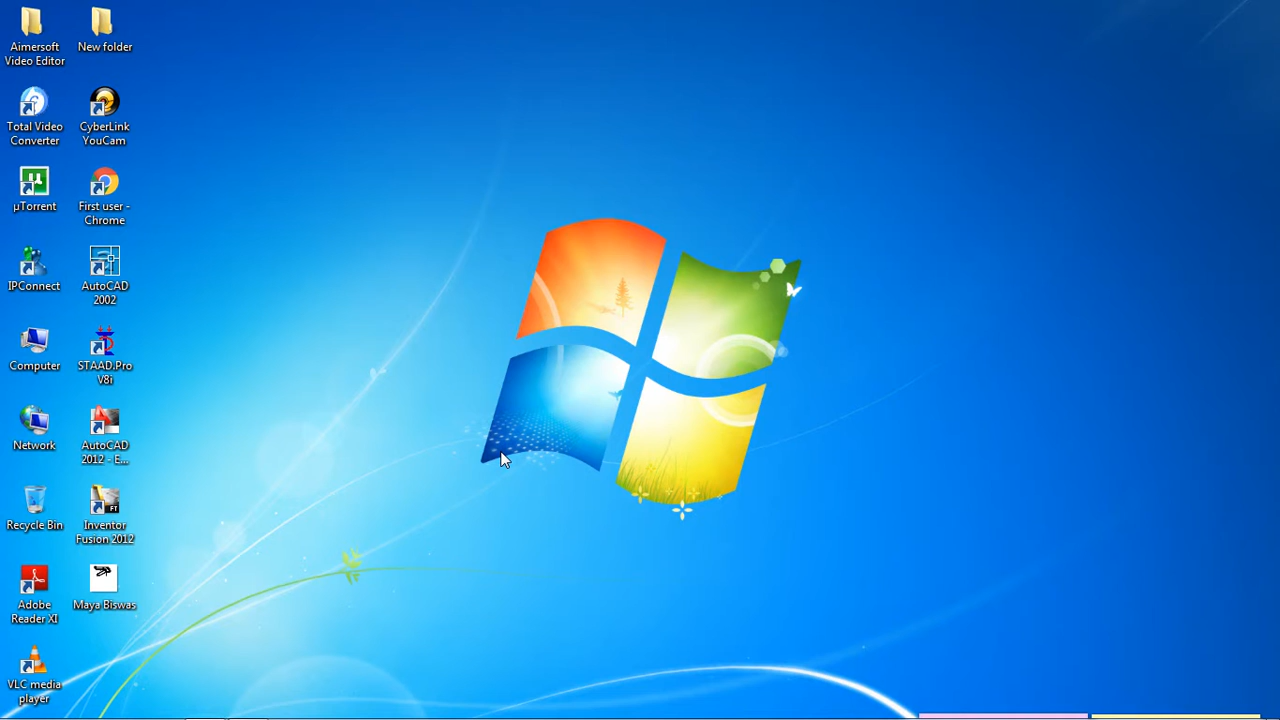 Aimersoft
Video Editor
New folder
Total Video
Converter
CyberLink
YouCam
µTorrent
First user -
Chrome
IPConnect
AutoCAD
2002
Computer
STAAD.Pro
V8i
Network
AutoCAD
2012 - E...
Recycle Bin
Inventor
Fusion 2012
FT
Adobe
Reader XI
Maya Biswas
VLC media
player